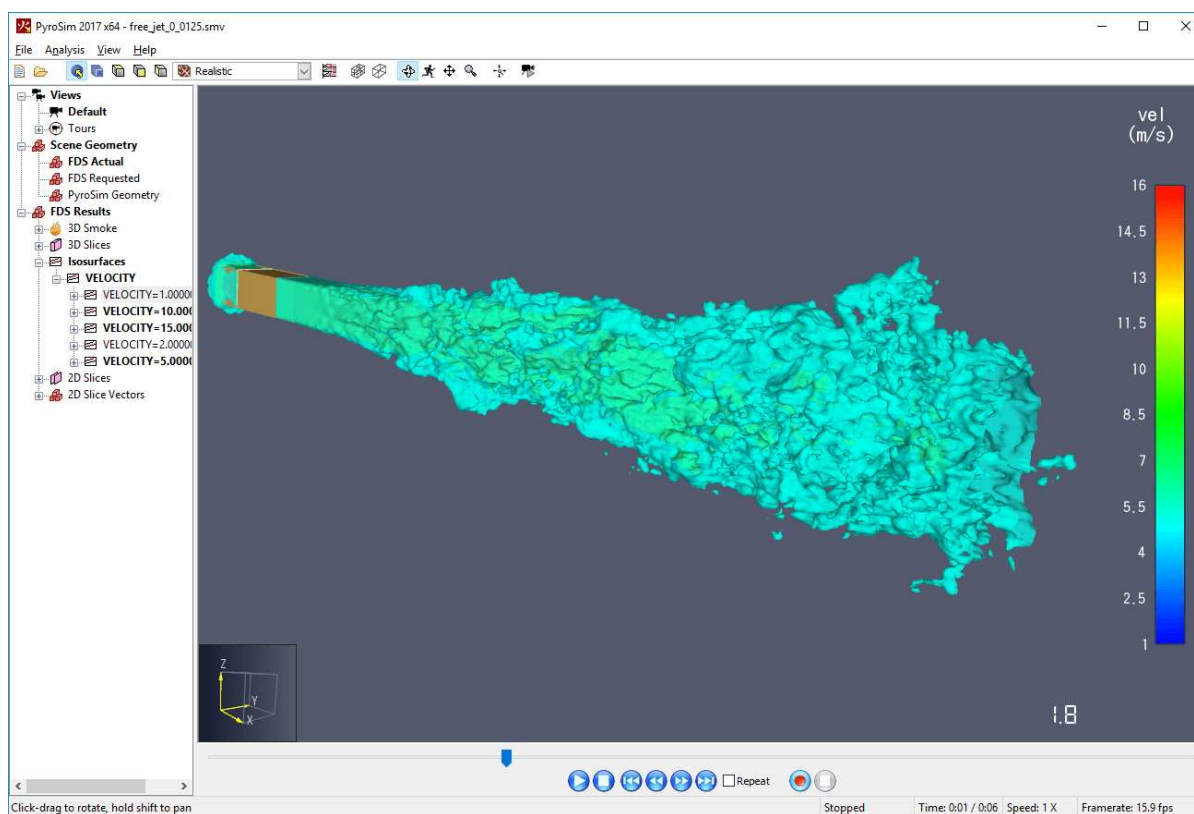 PyroSim 2017 x64 - free_jet_0_0125.smv
File Analysis View Help
Realistic
Views
Default
Tours
Scene Geometry
FDS Actual
FDS Requested
PyroSim Geometry
FDS Results
3D Smoke
3D Slices
Isosurfaces
VELOCITY
VELOCITY=1.0000
VELOCITY=10.000
VELOCITY=15.000
VELOCITY=2.0000
VELOCITY=5.0000
2D Slices
2D Slice Vectors
vel
(m/s)
16
14.5
13
11.5
10
8.5
7
5.5
4
2.5
1
Z
Y
X
1.8
Repeat
Click-drag to rotate, hold shift to pan
Stopped Time: 0:01 / 0:06 Speed: 1 X Framerate: 15.9 fps